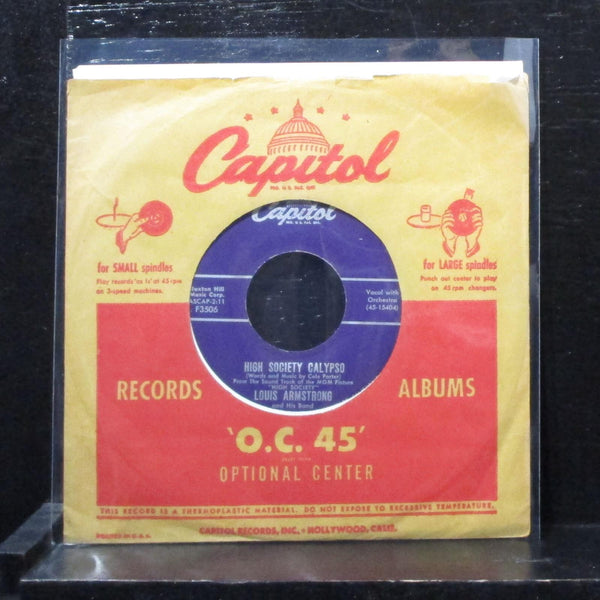 Capitol
REG. U.S. PAT. OFF.
Capitol
for SMALL spindles
Play records 'as is' at 45 rpm
on 3-speed machines.
for LARGE spindles
Punch out center to play
on 45 rpm changers.
Buxton Hill
Music Corp.
ASCAP-2:11
F3506
Vocal with
Orchestra
(45-15404)
HIGH SOCIETY CALYPSO
(Words and Music by Cole Porter)
From The Sound Track of the MGM Picture
"HIGH SOCIETY"
LOUIS ARMSTRONG
and His Band
RECORDS
ALBUMS
'O.C. 45'
OPTIONAL CENTER
THIS RECORD IS A THERMOPLASTIC MATERIAL. DO NOT EXPOSE TO EXCESSIVE TEMPERATURE.
CAPITOL RECORDS, INC. • HOLLYWOOD, CALIF.
PRINTED IN U.S.A.